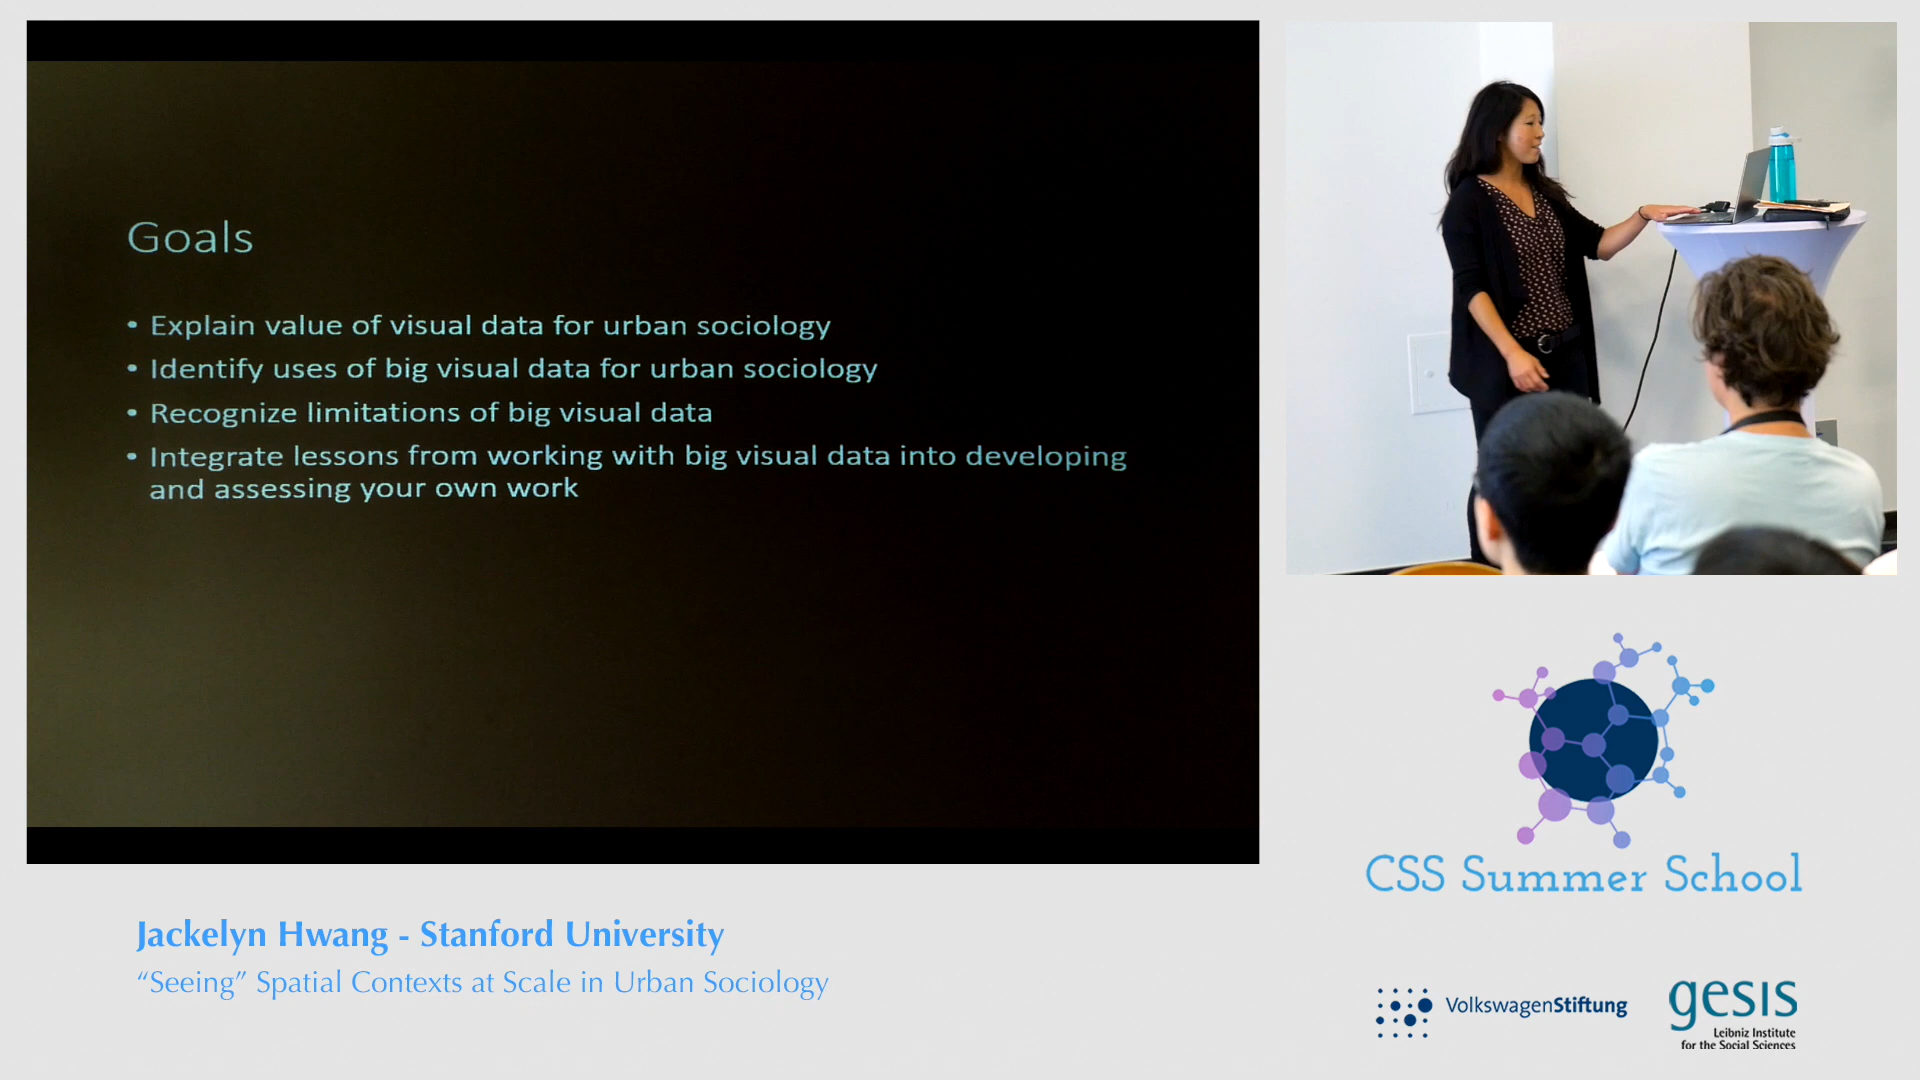 Goals
• Explain value of visual data for urban sociology
• Identify uses of big visual data for urban sociology
• Recognize limitations of big visual data
• Integrate lessons from working with big visual data into developing
and assessing your own work
CSS Summer School
Jackelyn Hwang - Stanford University
“Seeing” Spatial Contexts at Scale in Urban Sociology
VolkswagenStiftung
gesis
Leibniz Institute
for the Social Sciences